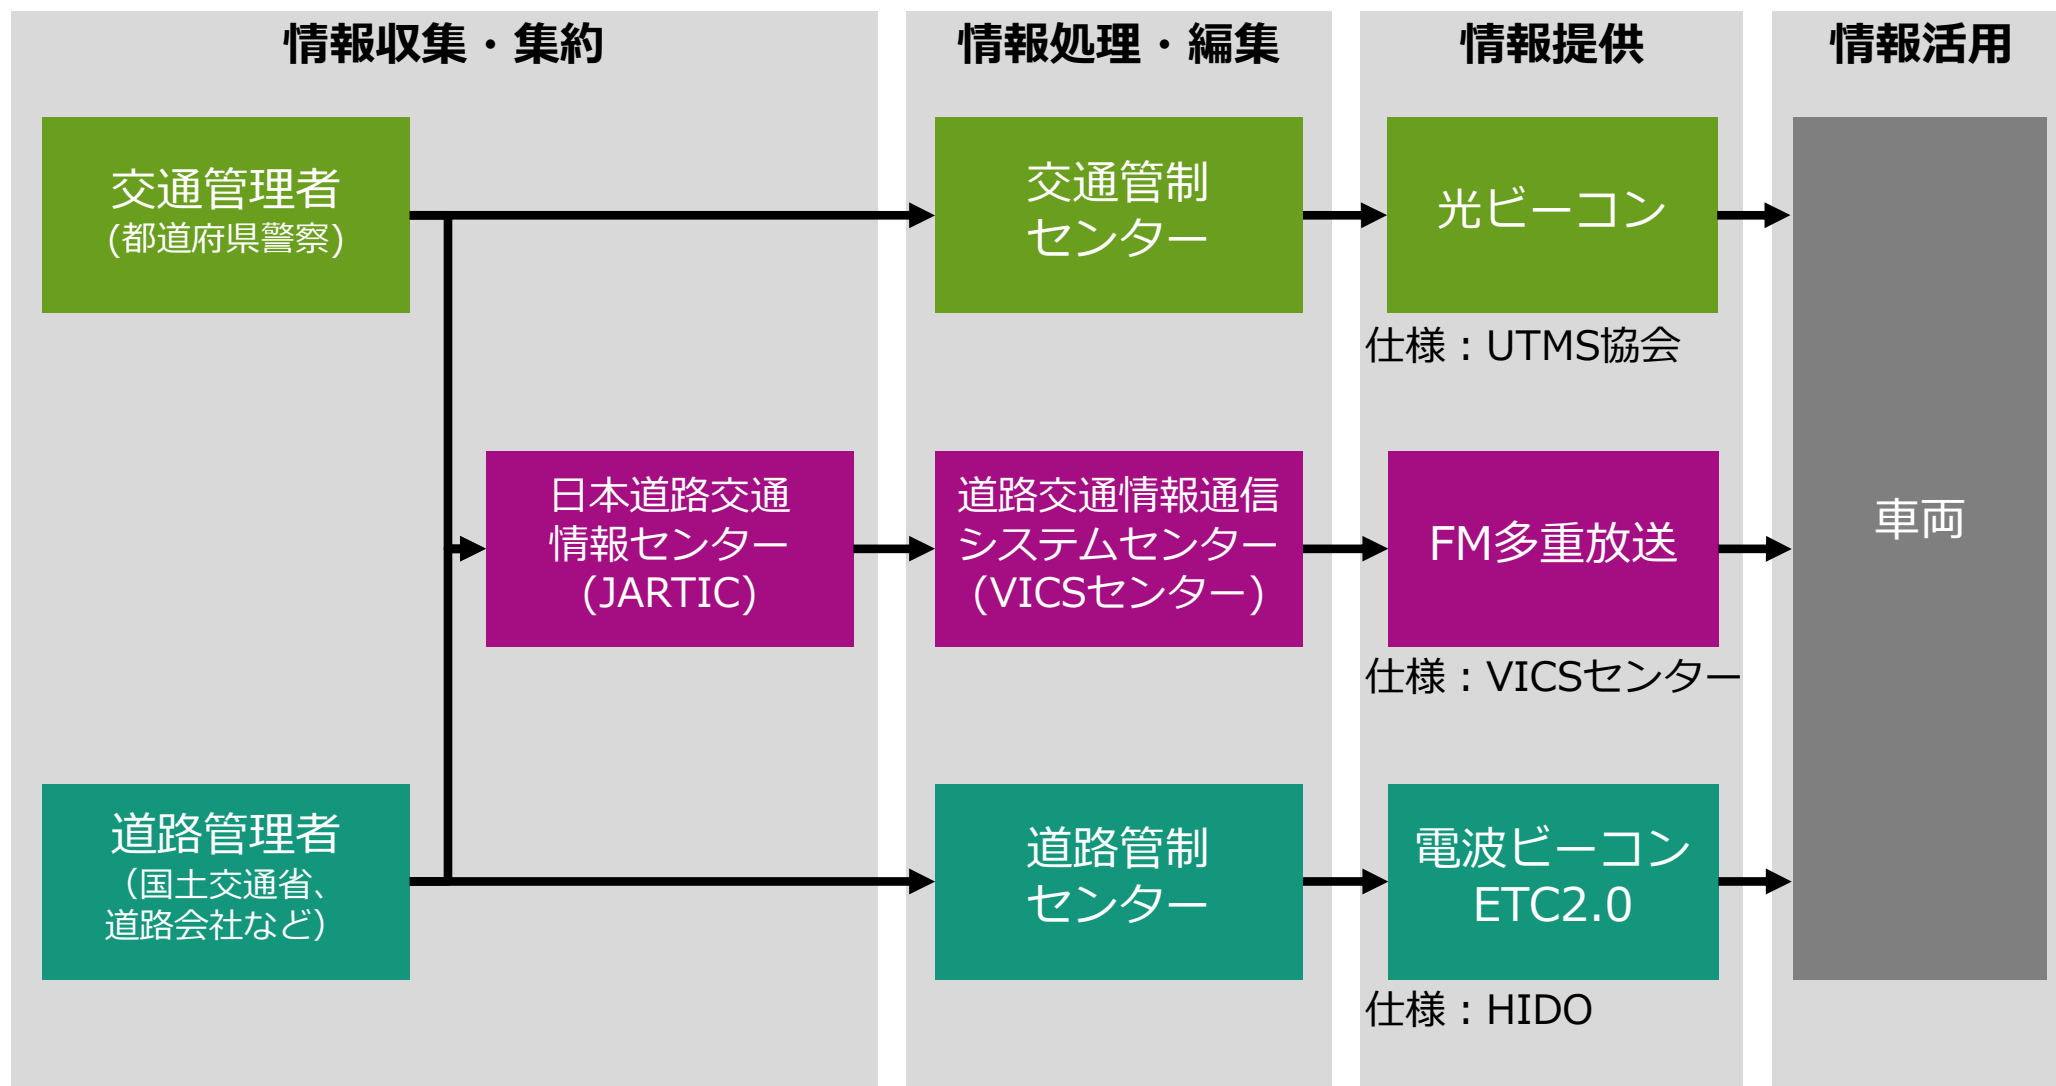 情報収集・集約
情報処理・編集
情報提供
情報活用
交通管理者
(都道府県警察)
交通管制
センター
光ビーコン
仕様：UTMS協会
日本道路交通
情報センター
(JARTIC)
道路交通情報通信
システムセンター
(VICSセンター)
FM多重放送
仕様：VICSセンター
車両
道路管理者
（国土交通省、
道路会社など）
道路管制
センター
電波ビーコン
ETC2.0
仕様：HIDO